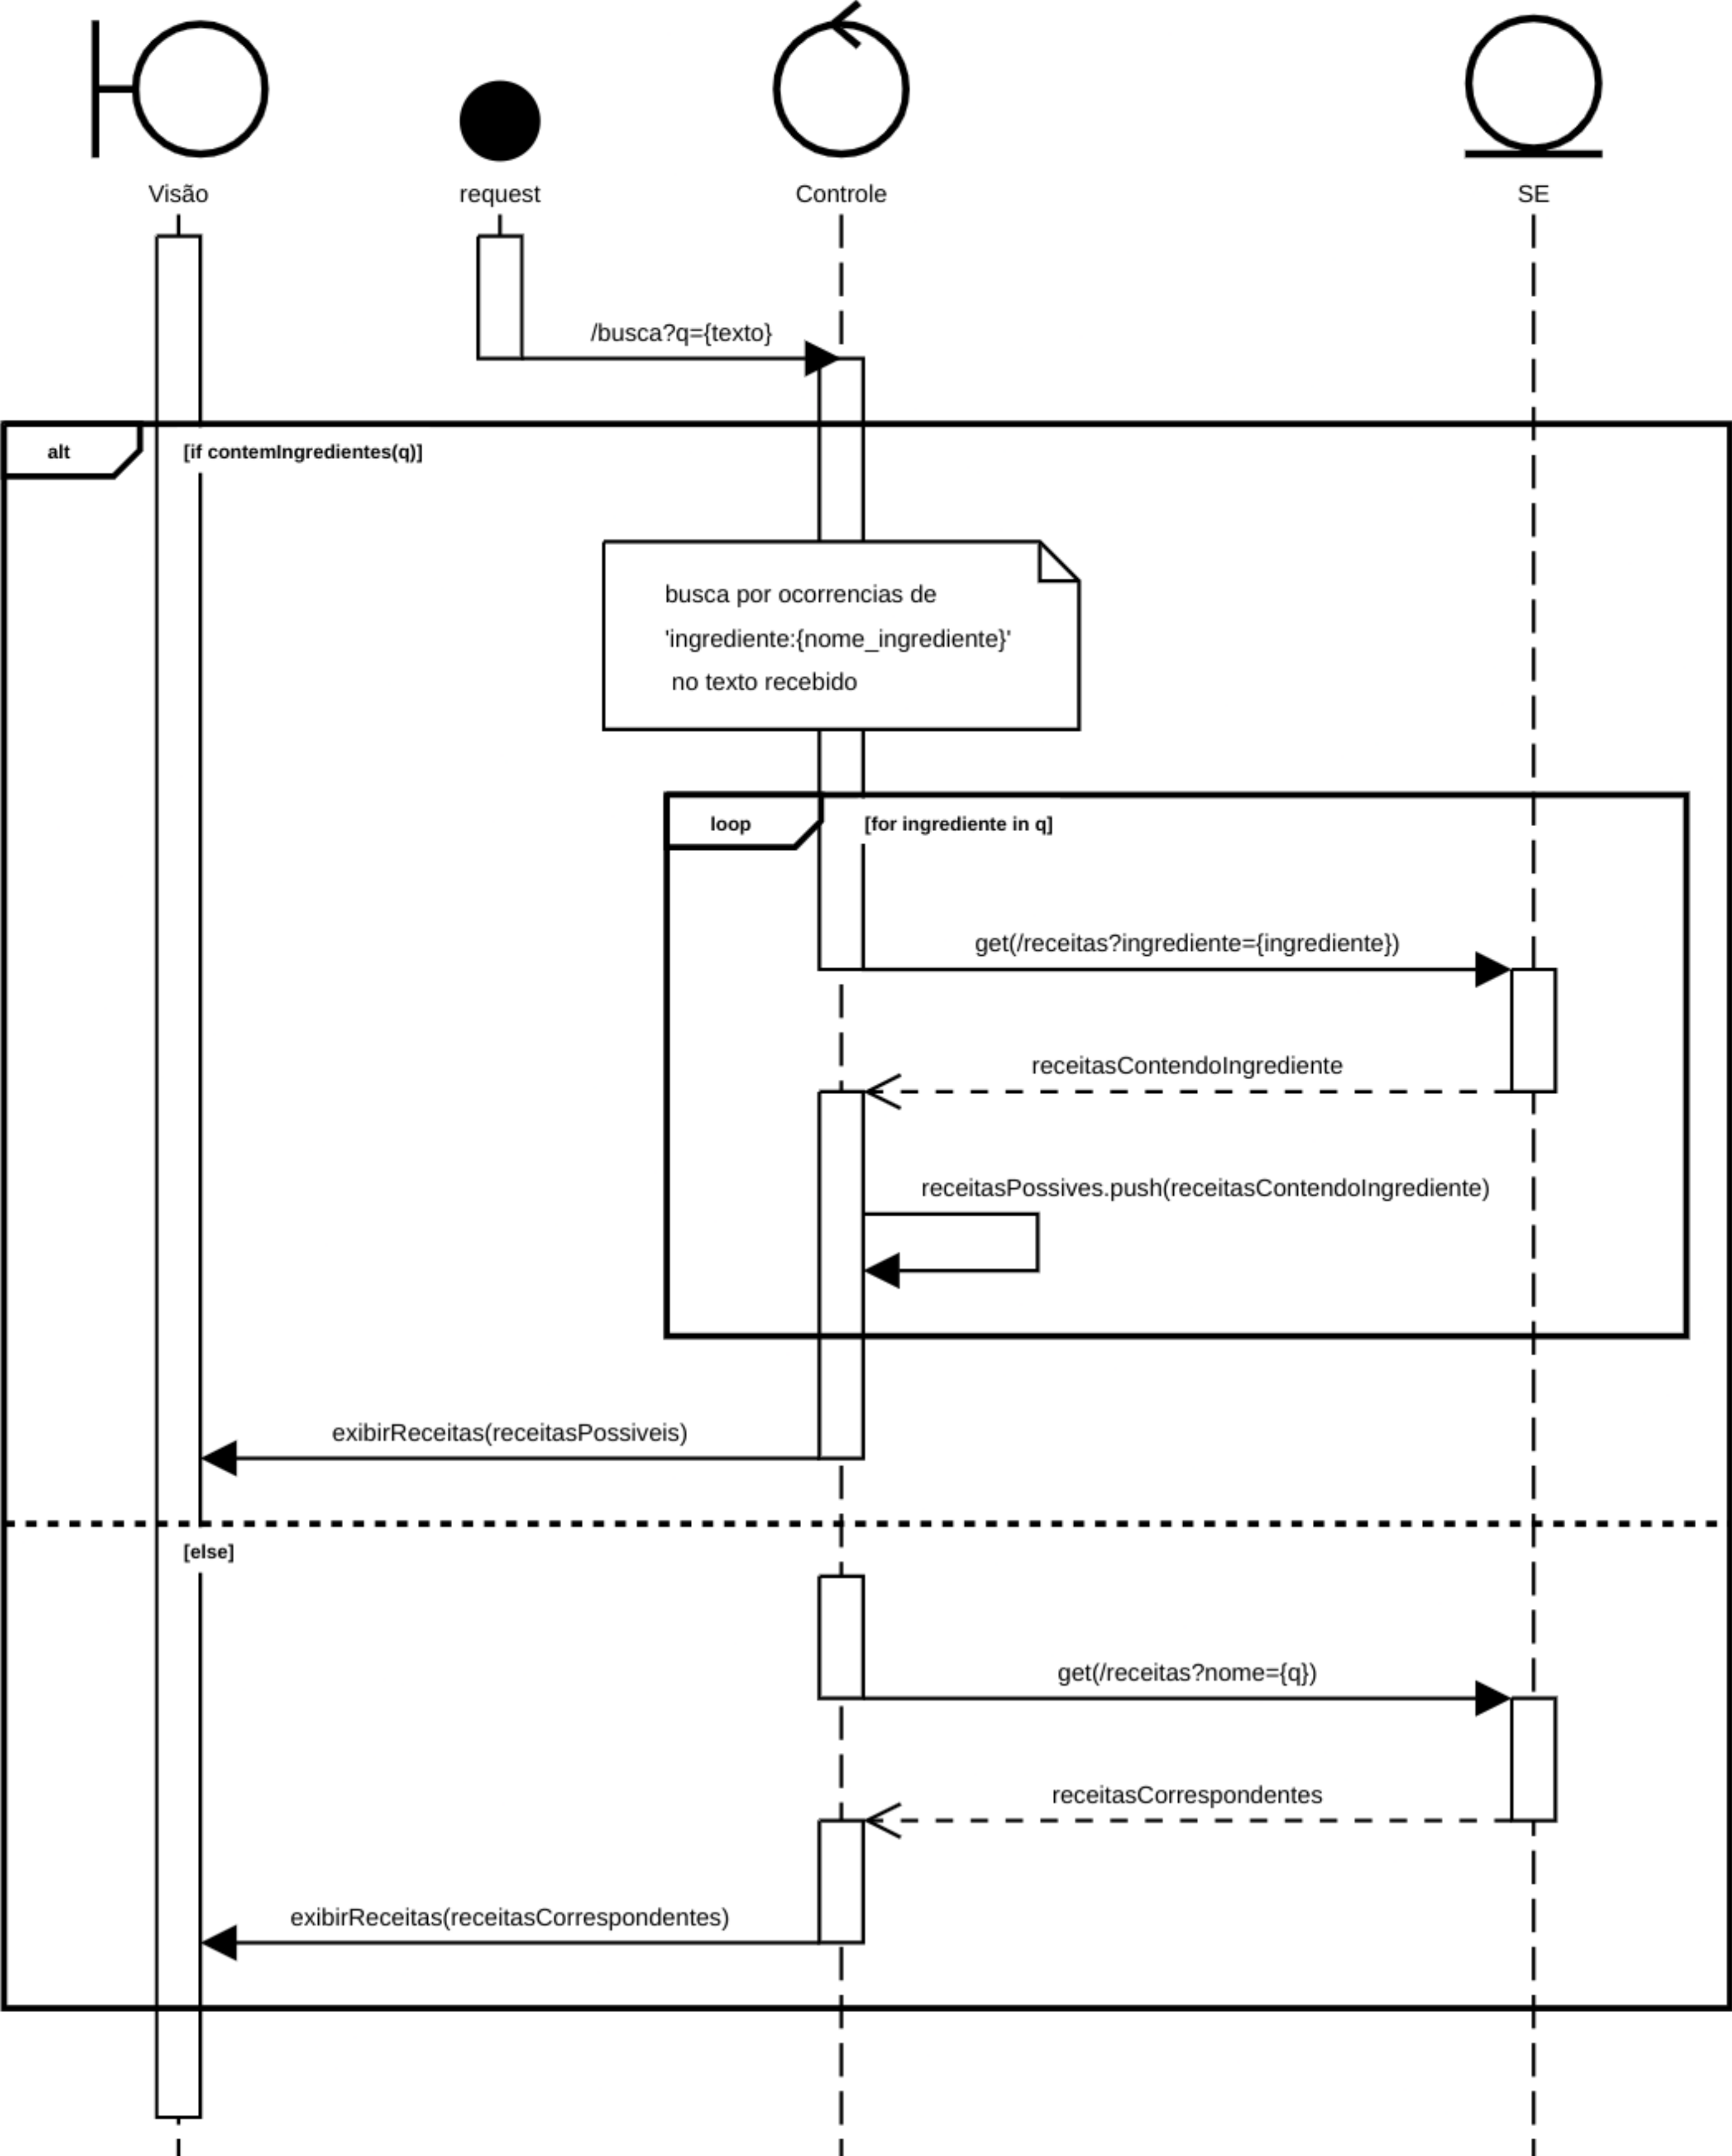 Visão
request
Controle
SE
/busca?q={texto}
alt
[if contemIngredientes(q)]
busca por ocorrencias de
'ingrediente:{nome_ingrediente}'
no texto recebido
loop
[for ingrediente in q]
get(/receitas?ingrediente={ingrediente})
receitasContendoIngrediente
receitasPossives.push(receitasContendoIngrediente)
exibirReceitas(receitasPossiveis)
[else]
get(/receitas?nome={q})
receitasCorrespondentes
exibirReceitas(receitasCorrespondentes)